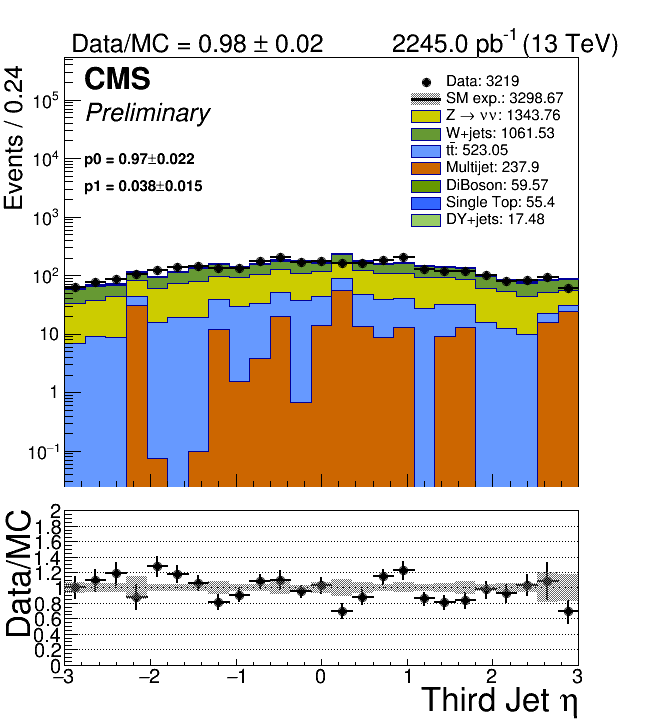 Data/MC = 0.98 ± 0.02 2245.0 pb⁻¹ (13 TeV)
CMS
Preliminary
p0 = 0.97±0.022
p1 = 0.038±0.015
Data: 3219
SM exp.: 3298.67
Z → νν: 1343.76
W+jets: 1061.53
tt̄: 523.05
Multijet: 237.9
DiBoson: 59.57
Single Top: 55.4
DY+jets: 17.48
Events / 0.24
10⁵
10⁴
10³
10²
10
1
10⁻¹
Data/MC
2
1.8
1.6
1.4
1.2
1
0.8
0.6
0.4
0.2
0
−3 −2 −1 0 1 2 3
Third Jet η